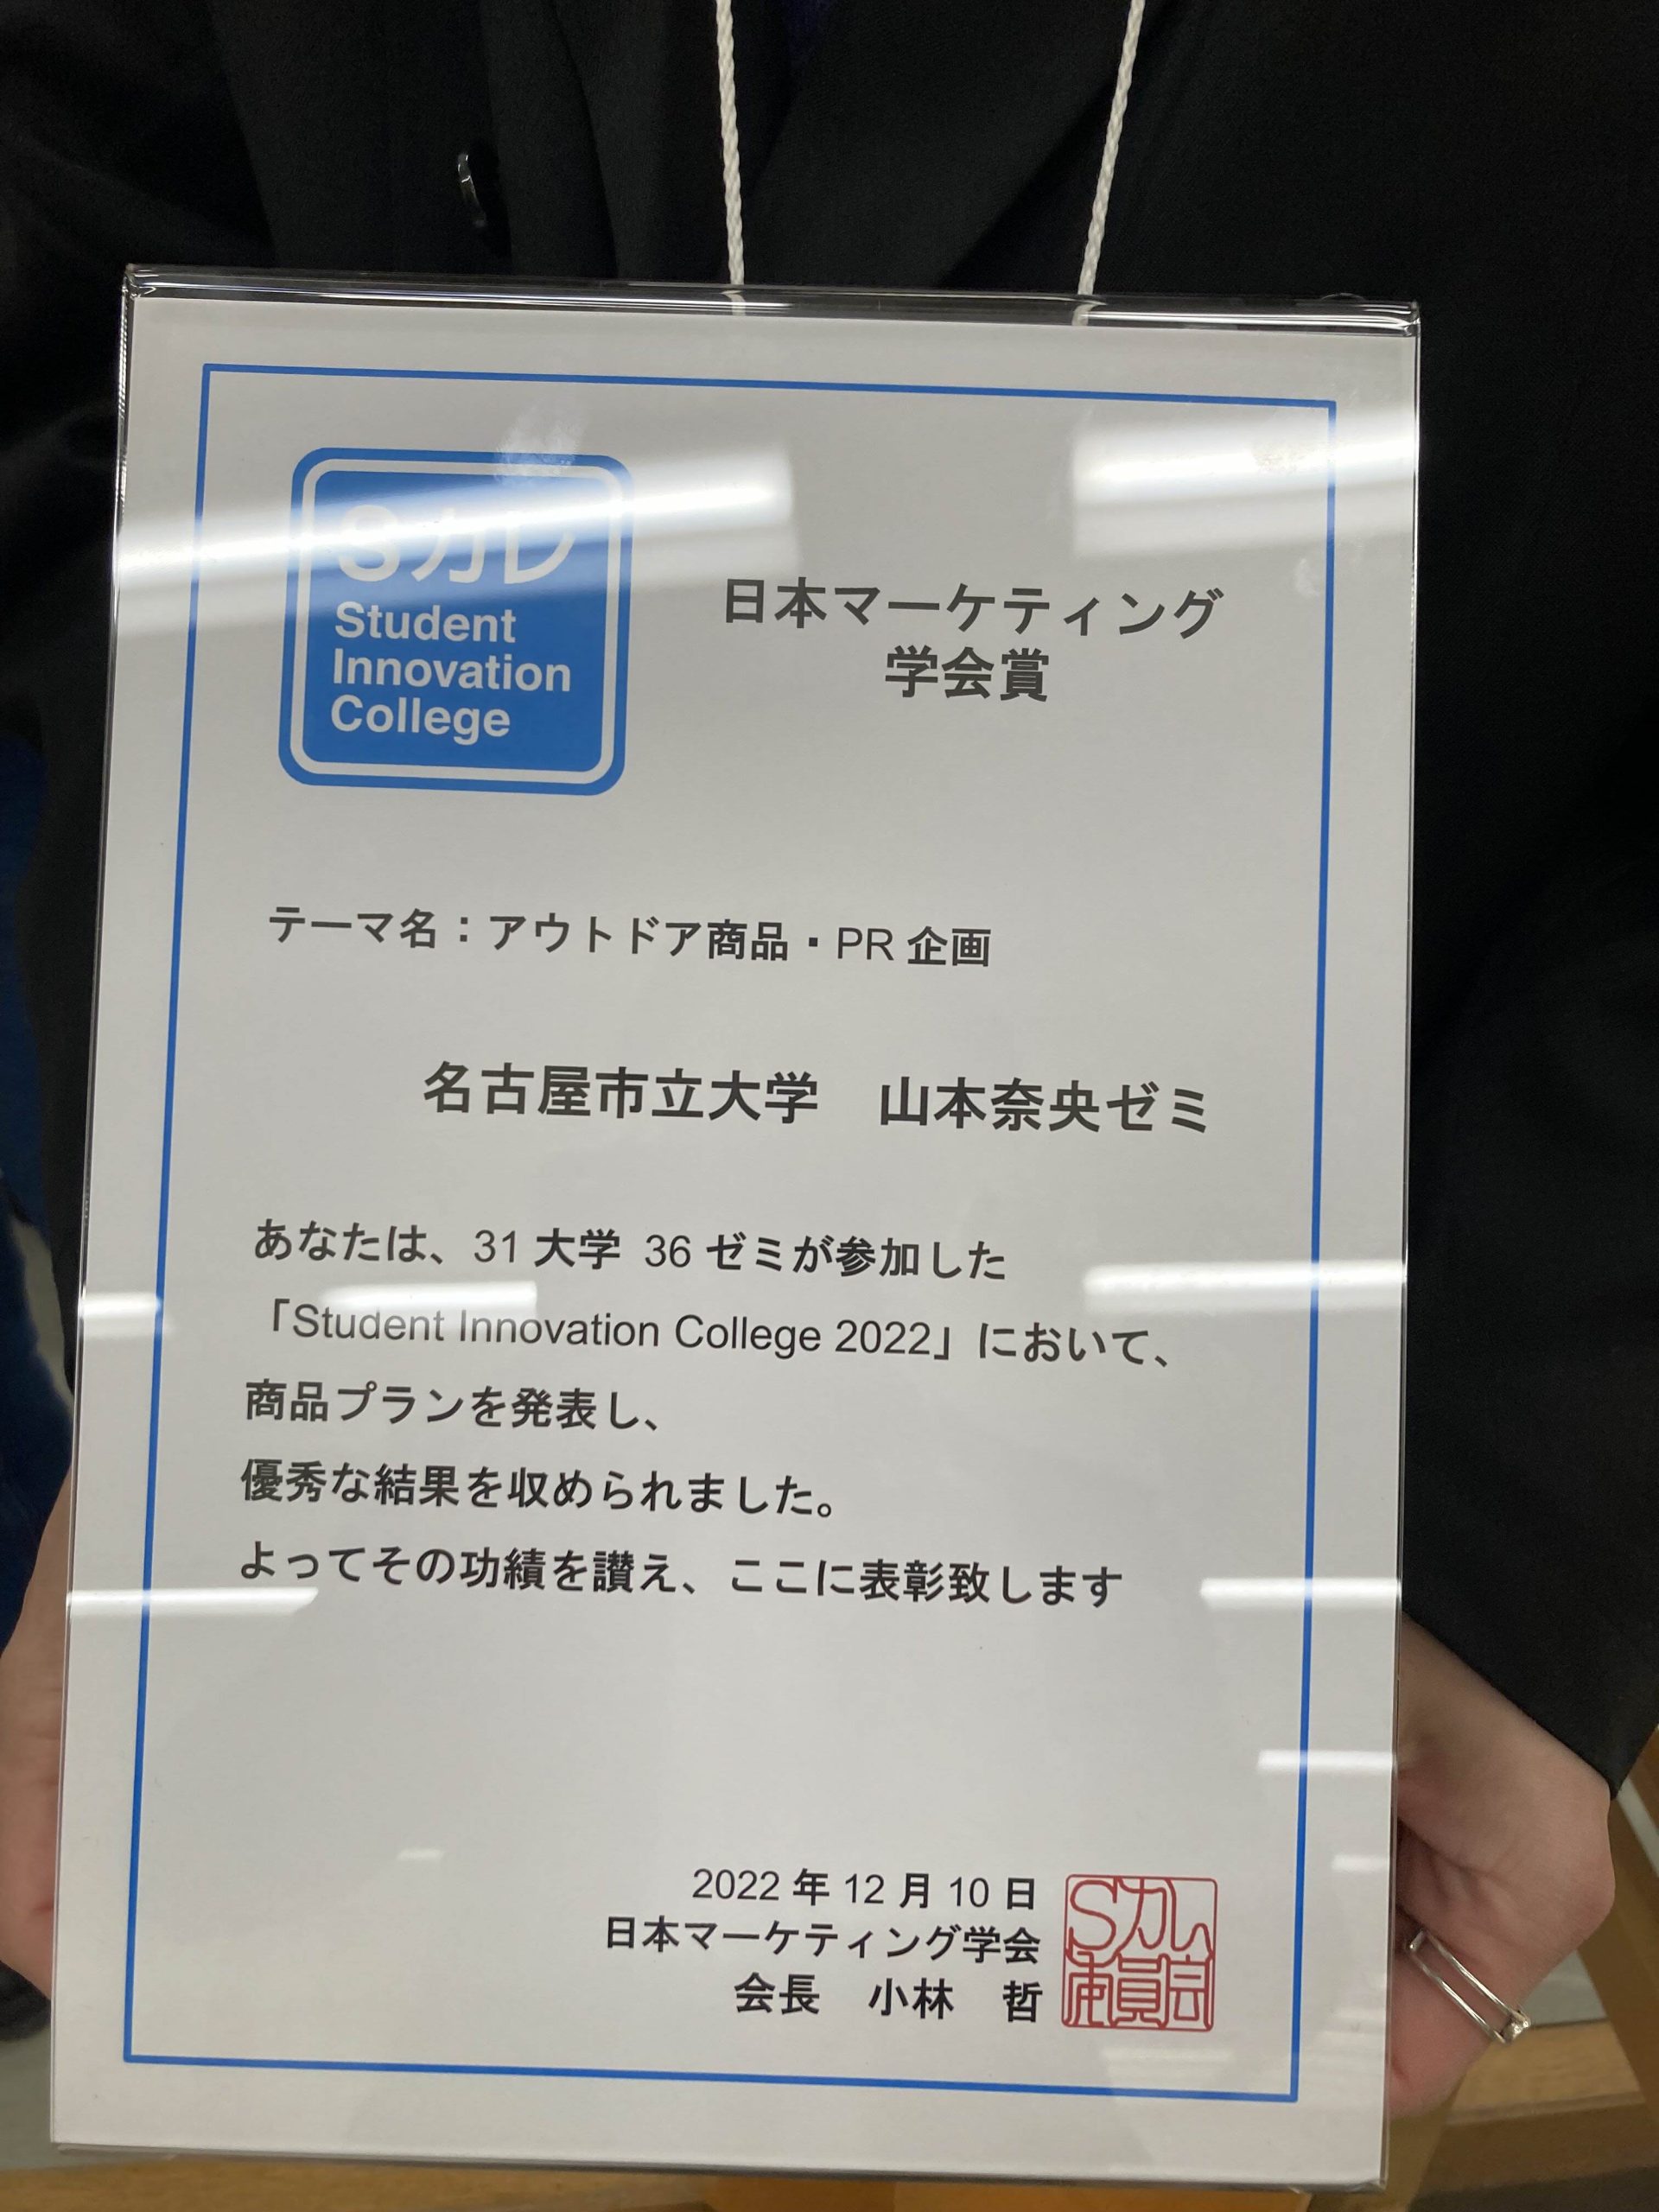 Sカレ
Student
Innovation
College
日本マーケティング
学会賞
テーマ名：アウトドア商品・PR 企画
名古屋市立大学　山本奈央ゼミ
あなたは、31 大学 36 ゼミが参加した
「Student Innovation College 2022」において、
商品プランを発表し、
優秀な結果を収められました。
よってその功績を讃え、ここに表彰致します
2022 年 12 月 10 日
日本マーケティング学会
会長　小林　哲
Sカレ
委員会